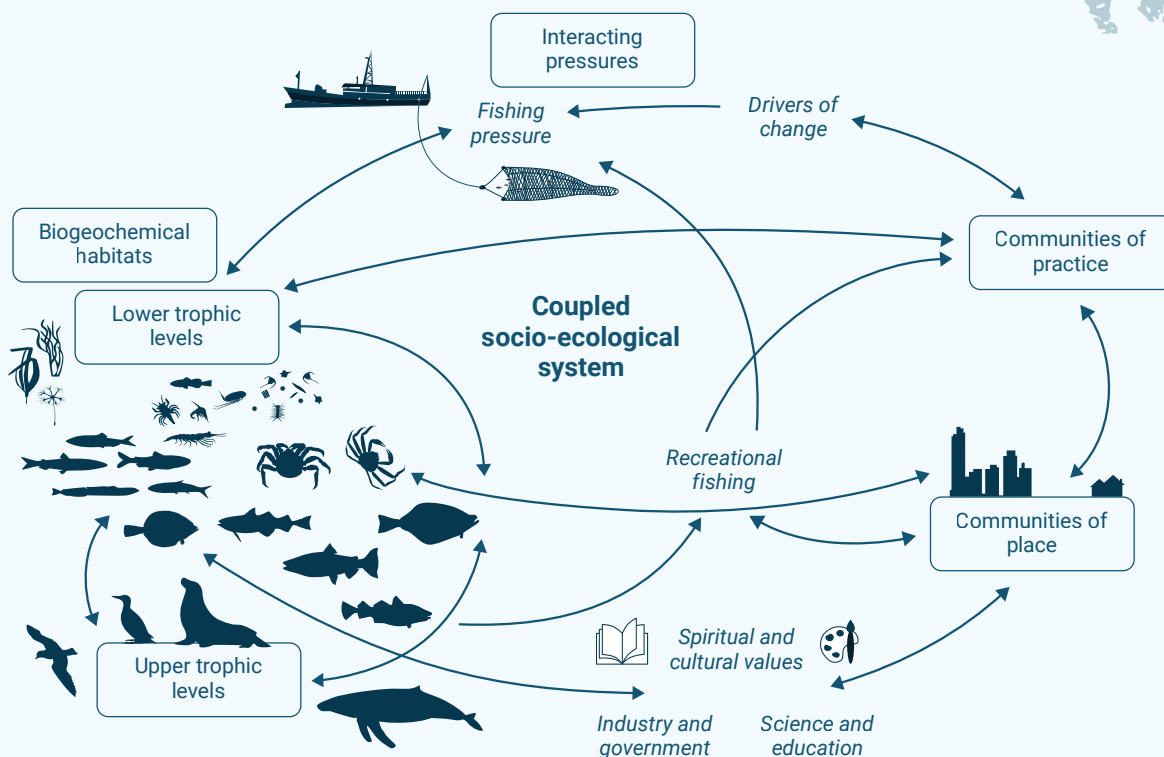 Interacting
pressures
Fishing
pressure
Drivers of
change
Biogeochemical
habitats
Communities of
practice
Lower trophic
levels
Coupled
socio-ecological
system
Recreational
fishing
Communities of
place
Spiritual and
cultural values
Upper trophic
levels
Industry and
government
Science and
education